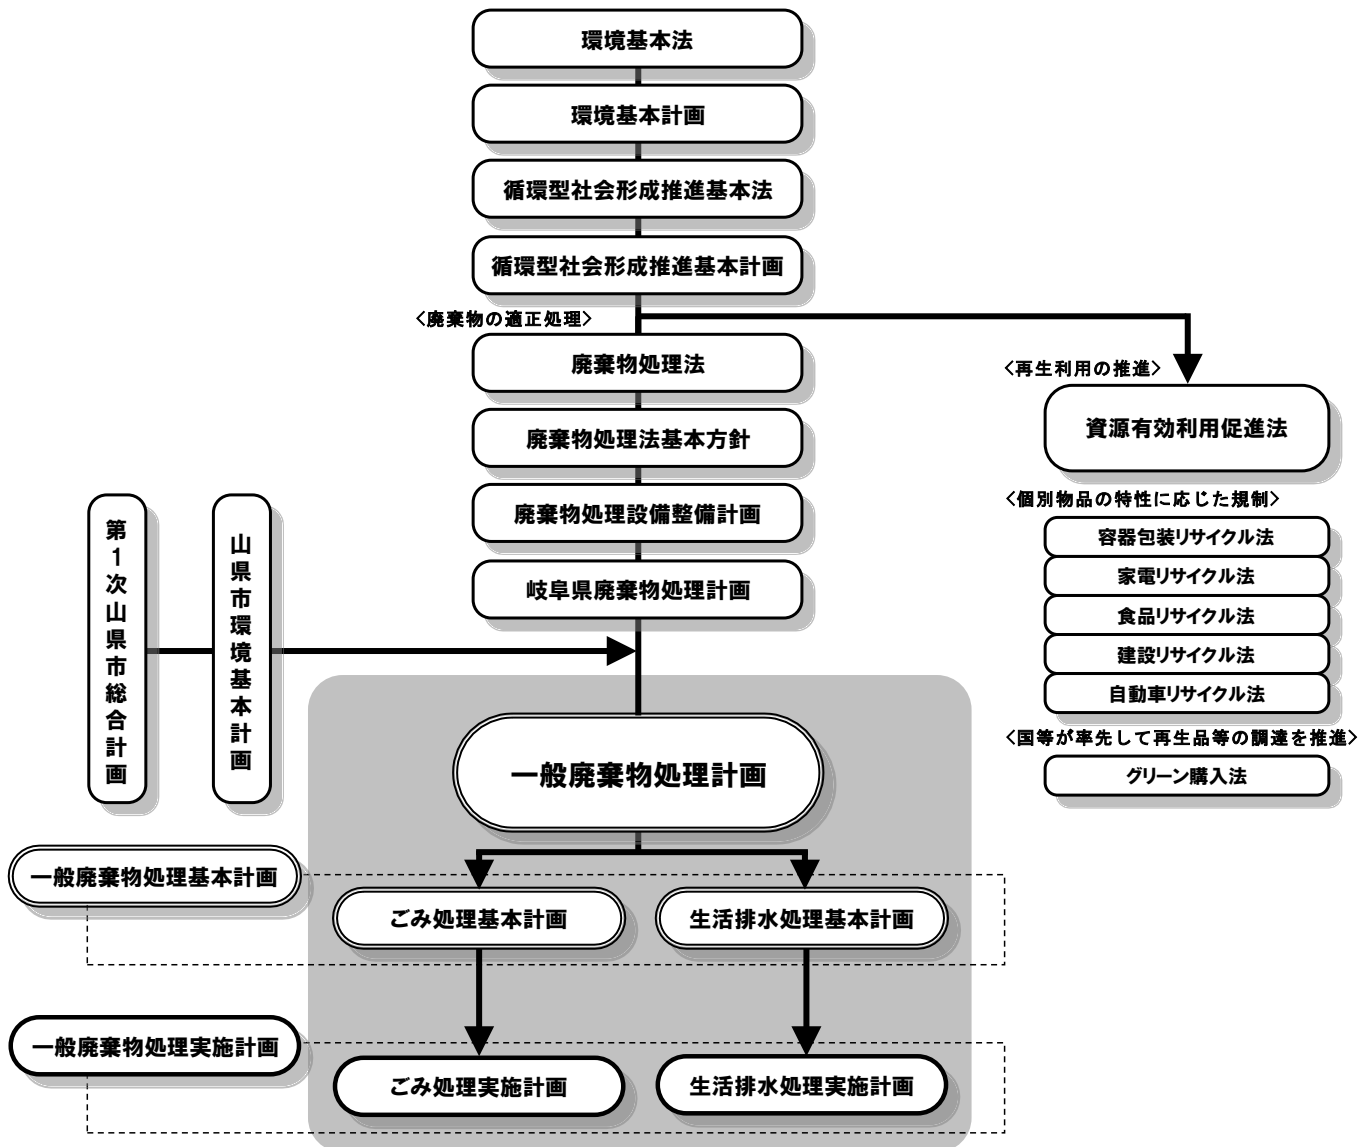 環境基本法
環境基本計画
循環型社会形成推進基本法
循環型社会形成推進基本計画
<廃棄物の適正処理>
廃棄物処理法
廃棄物処理法基本方針
廃棄物処理設備整備計画
岐阜県廃棄物処理計画
<再生利用の推進>
資源有効利用促進法
<個別物品の特性に応じた規制>
容器包装リサイクル法
家電リサイクル法
食品リサイクル法
建設リサイクル法
自動車リサイクル法
<国等が率先して再生品等の調達を推進>
グリーン購入法
第1次山県市総合計画
山県市環境基本計画
一般廃棄物処理計画
一般廃棄物処理基本計画
ごみ処理基本計画
生活排水処理基本計画
一般廃棄物処理実施計画
ごみ処理実施計画
生活排水処理実施計画